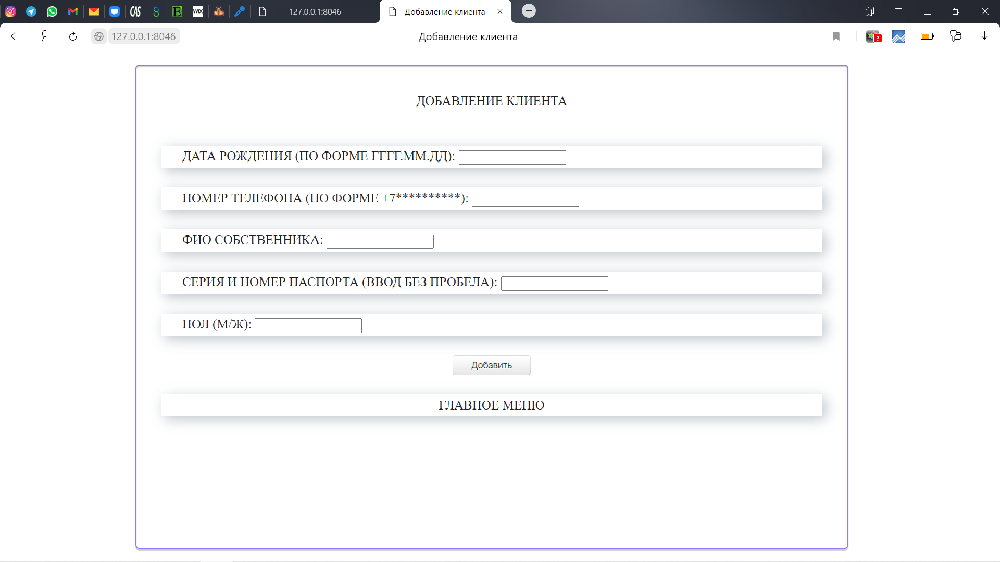 CAS
E
WIX
127.0.0.1:8046
Добавление клиента
Я
127.0.0.1:8046
Добавление клиента
?
ДОБАВЛЕНИЕ КЛИЕНТА
ДАТА РОЖДЕНИЯ (ПО ФОРМЕ ГГГГ.ММ.ДД):
НОМЕР ТЕЛЕФОНА (ПО ФОРМЕ +7**********):
ФИО СОБСТВЕННИКА:
СЕРИЯ И НОМЕР ПАСПОРТА (ВВОД БЕЗ ПРОБЕЛА):
ПОЛ (М/Ж):
Добавить
ГЛАВНОЕ МЕНЮ